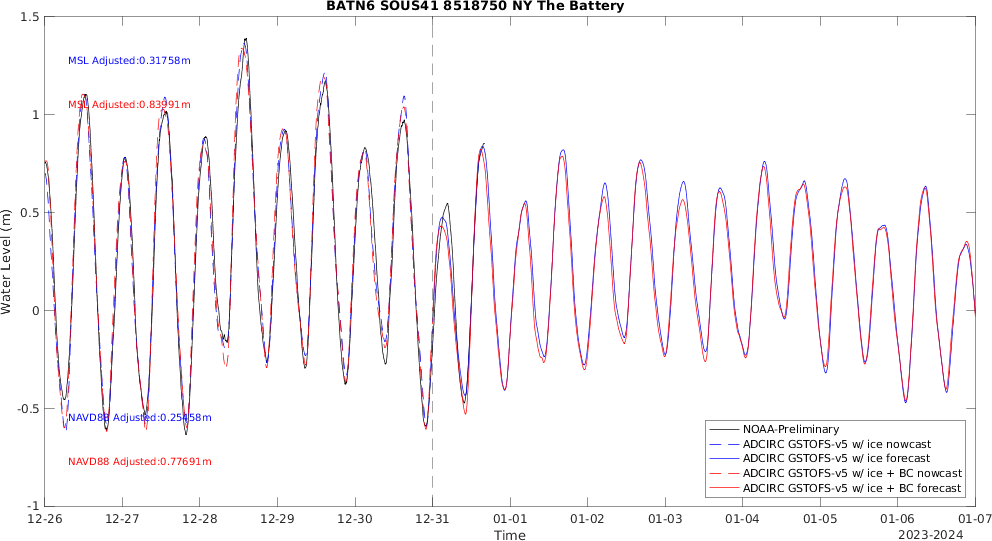 BATN6 SOUS41 8518750 NY The Battery
1.5
MSL Adjusted:0.31758m
MSL Adjusted:0.83991m
1
0.5
Water Level (m)
0
-0.5
NAVD88 Adjusted:0.25458m
NAVD88 Adjusted:0.77691m
NOAA-Preliminary
ADCIRC GSTOFS-v5 w/ ice nowcast
ADCIRC GSTOFS-v5 w/ ice forecast
ADCIRC GSTOFS-v5 w/ ice + BC nowcast
ADCIRC GSTOFS-v5 w/ ice + BC forecast
-1
12-26 12-27 12-28 12-29 12-30 12-31 01-01 01-02 01-03 01-04 01-05 01-06 01-07
Time
2023-2024